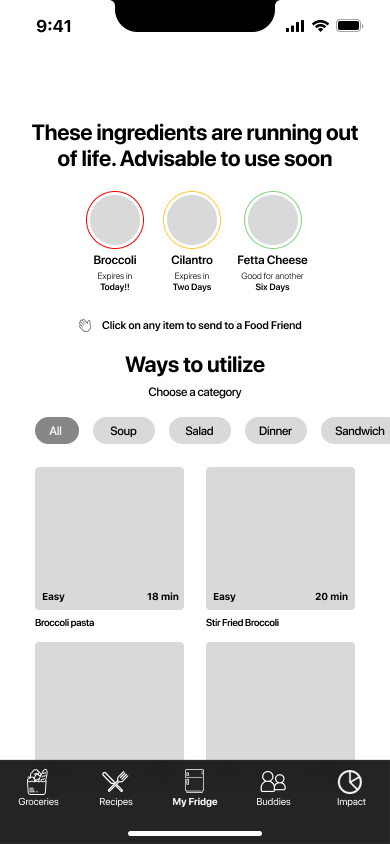 9:41
These ingredients are running out
of life. Advisable to use soon
Broccoli
Cilantro
Fetta Cheese
Expires in
Expires in
Good for another
Today!!
Two Days
Six Days
Click on any item to send to a Food Friend
Ways to utilize
Choose a category
All
Soup
Salad
Dinner
Sandwich
Easy
18 min
Easy
20 min
Broccoli pasta
Stir Fried Broccoli
Groceries
Recipes
My Fridge
Buddies
Impact